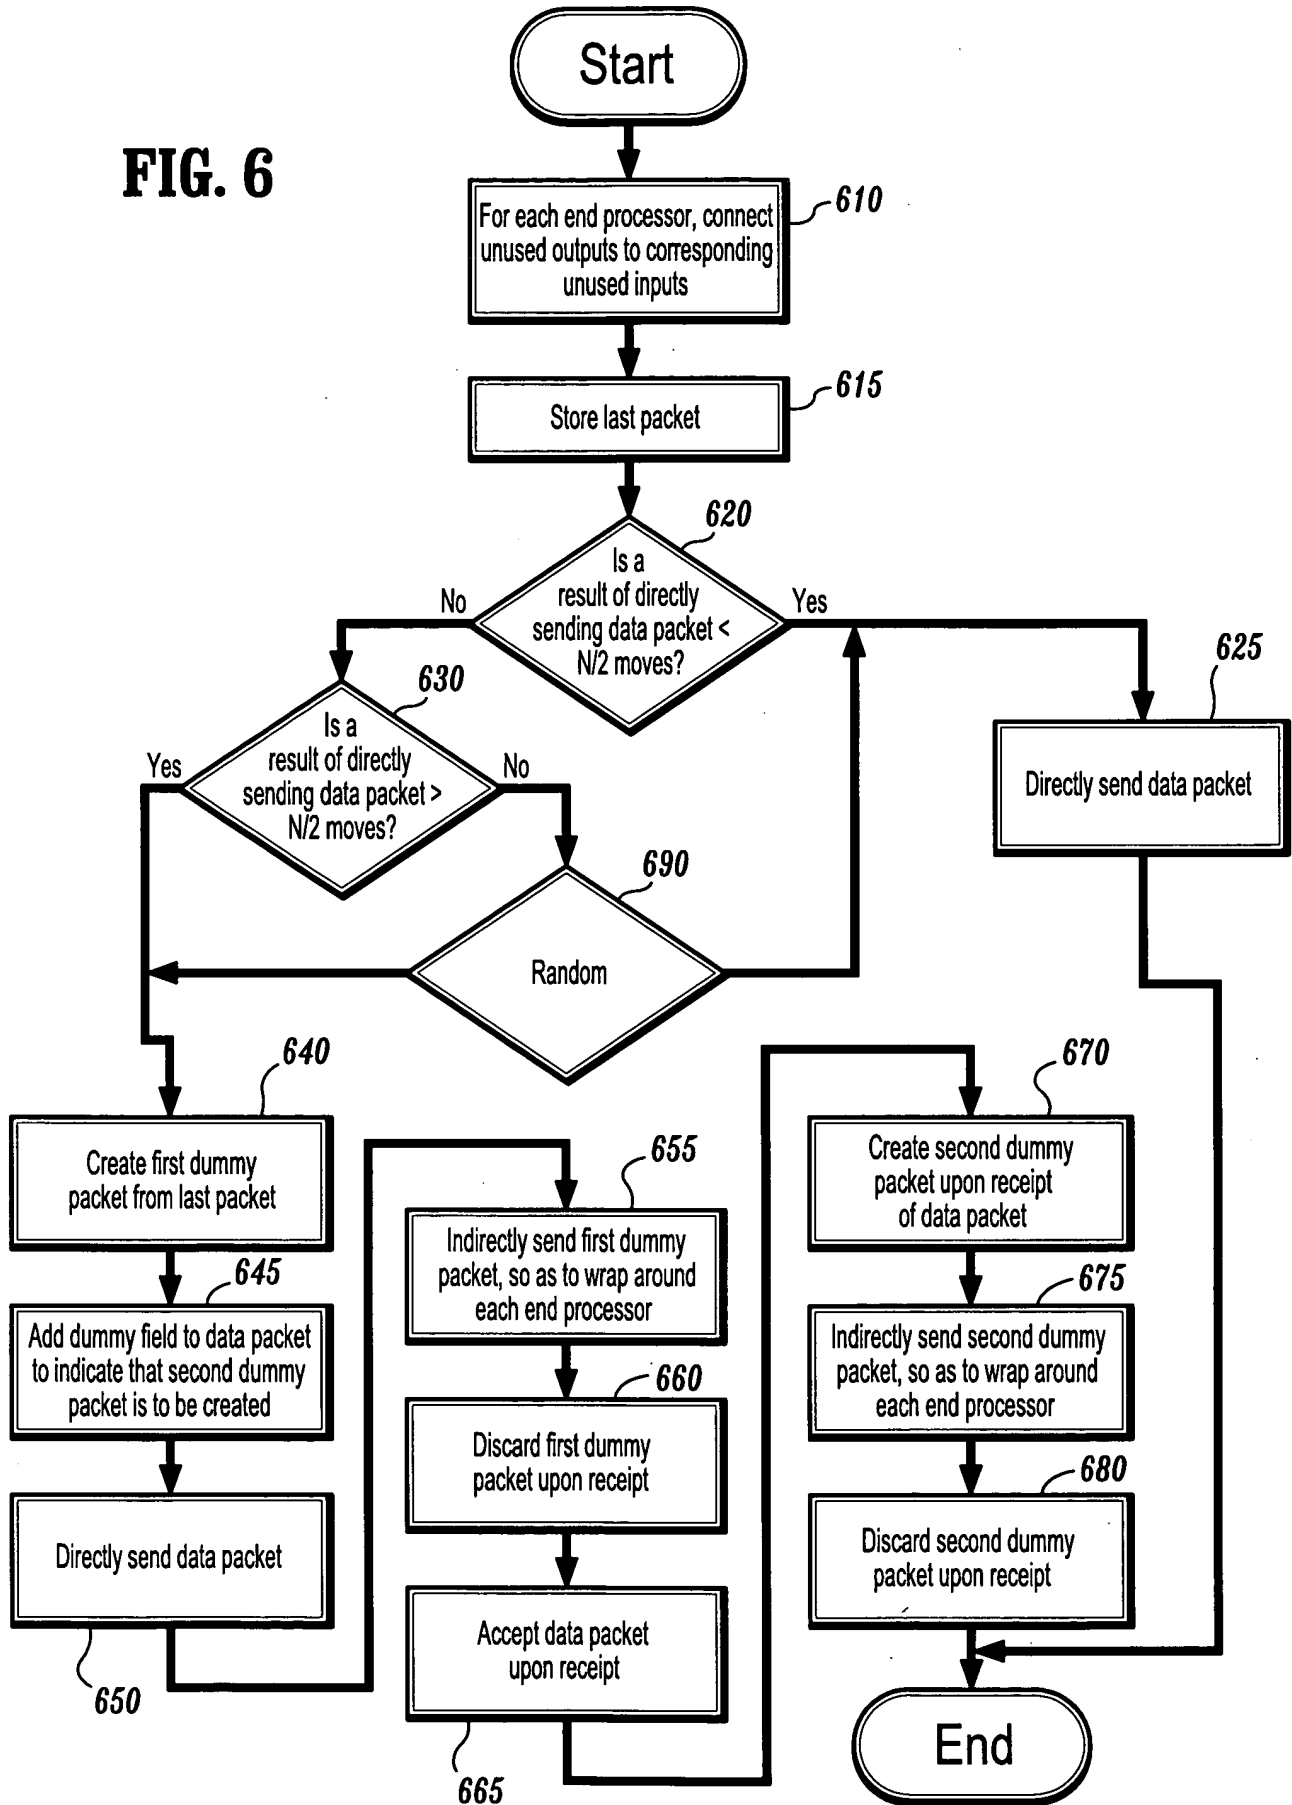 Start
FIG. 6
610
For each end processor, connect
unused outputs to corresponding
unused inputs
615
Store last packet
620
Is a
result of directly
sending data packet <
N/2 moves?
No
Yes
625
Directly send data packet
630
Is a
result of directly
sending data packet >
N/2 moves?
Yes
No
690
Random
640
Create first dummy
packet from last packet
645
Add dummy field to data packet
to indicate that second dummy
packet is to be created
Directly send data packet
650
655
Indirectly send first dummy
packet, so as to wrap around
each end processor
660
Discard first dummy
packet upon receipt
Accept data packet
upon receipt
665
670
Create second dummy
packet upon receipt
of data packet
675
Indirectly send second dummy
packet, so as to wrap around
each end processor
680
Discard second dummy
packet upon receipt
End